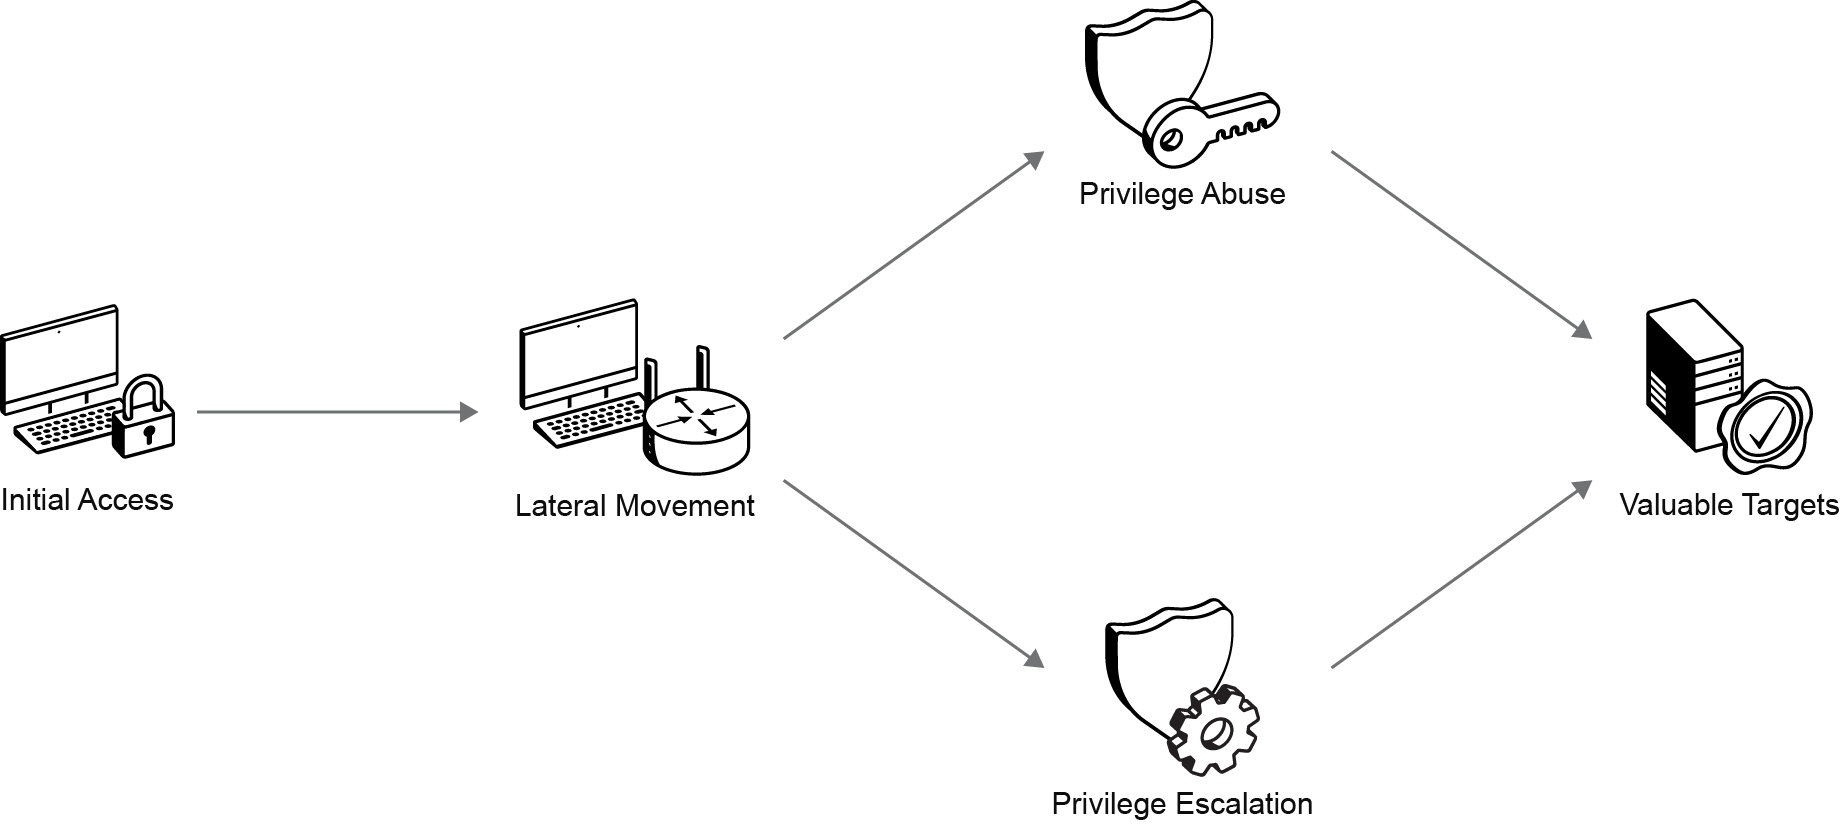 Privilege Abuse
Initial Access
Lateral Movement
Valuable Targets
Privilege Escalation